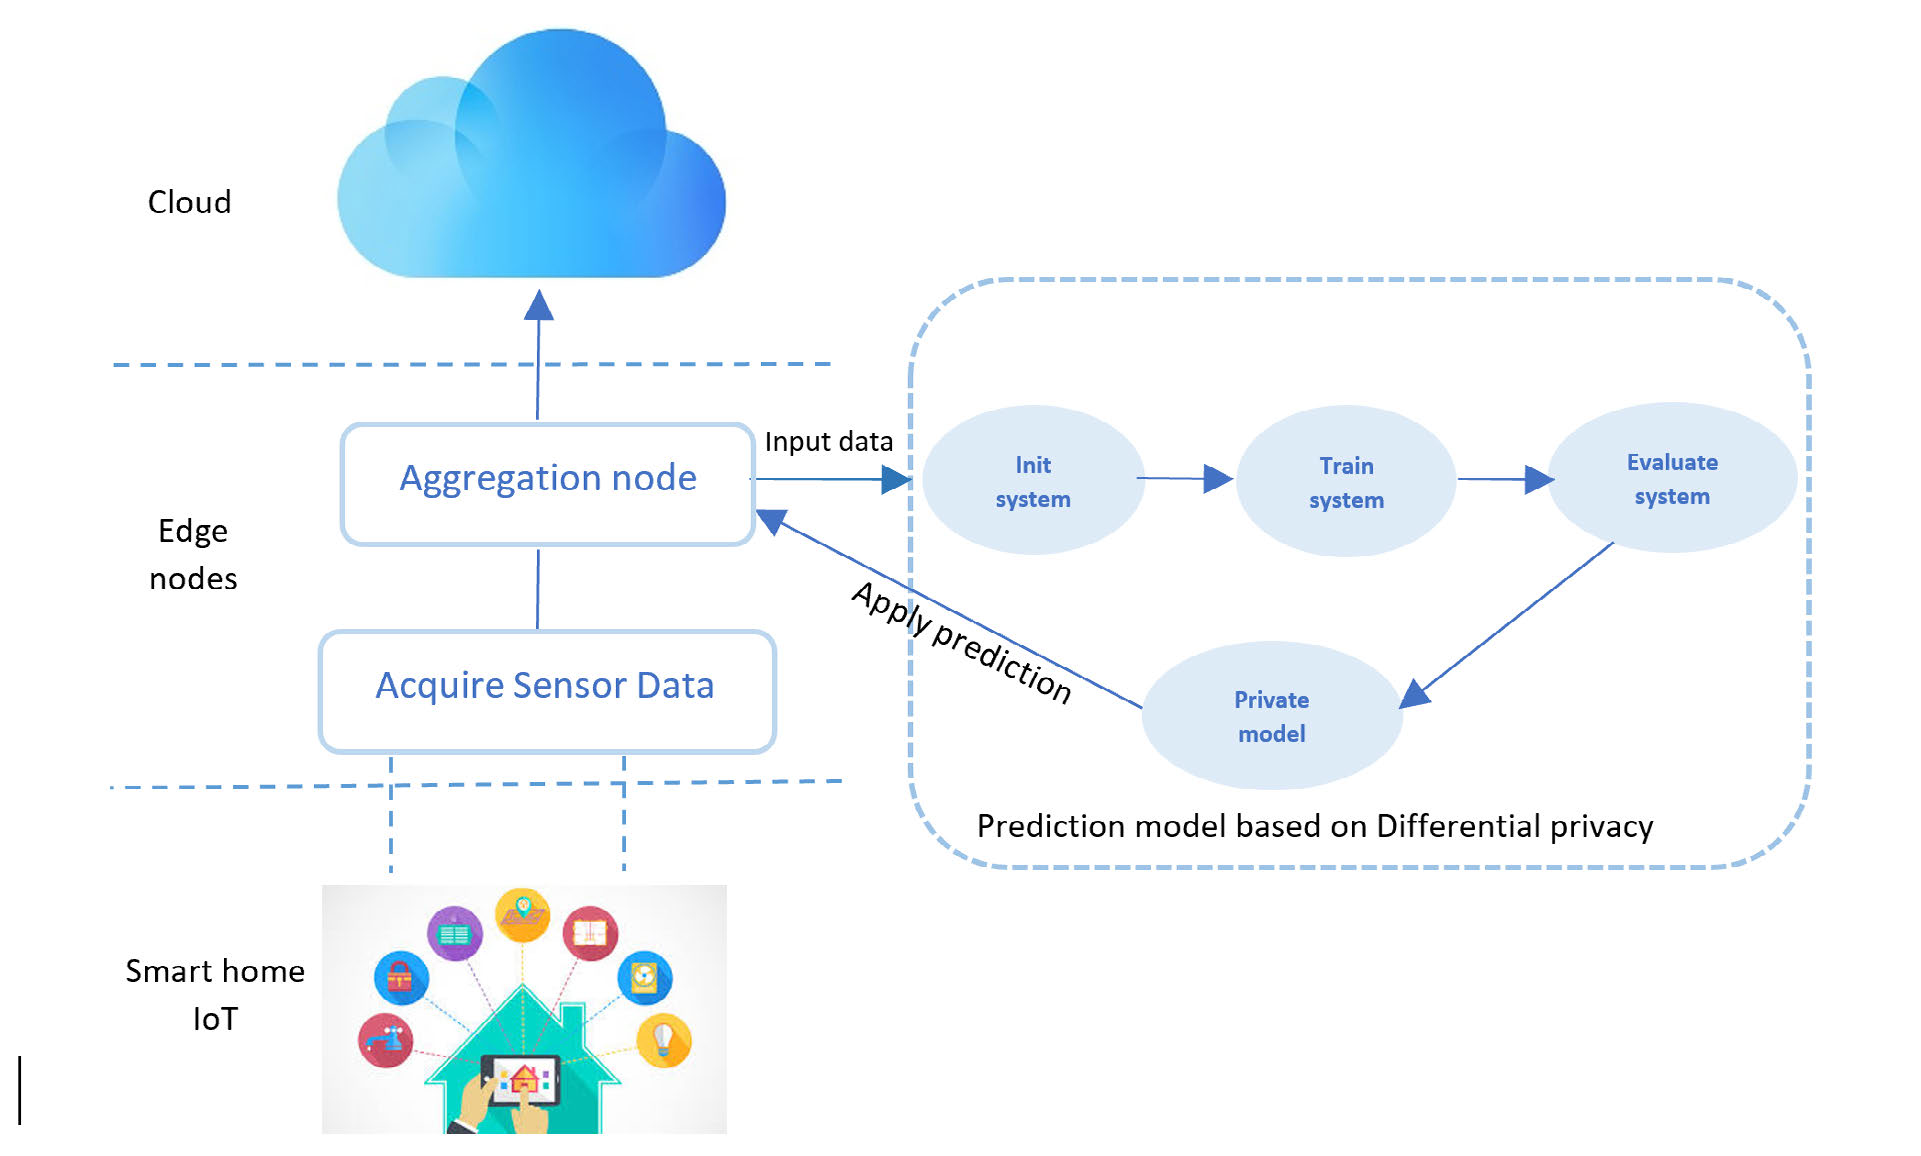 Cloud
Aggregation node
Input data
Init
system
Train
system
Evaluate
system
Edge
nodes
Apply prediction
Acquire Sensor Data
Private
model
Prediction model based on Differential privacy
Smart home
IoT